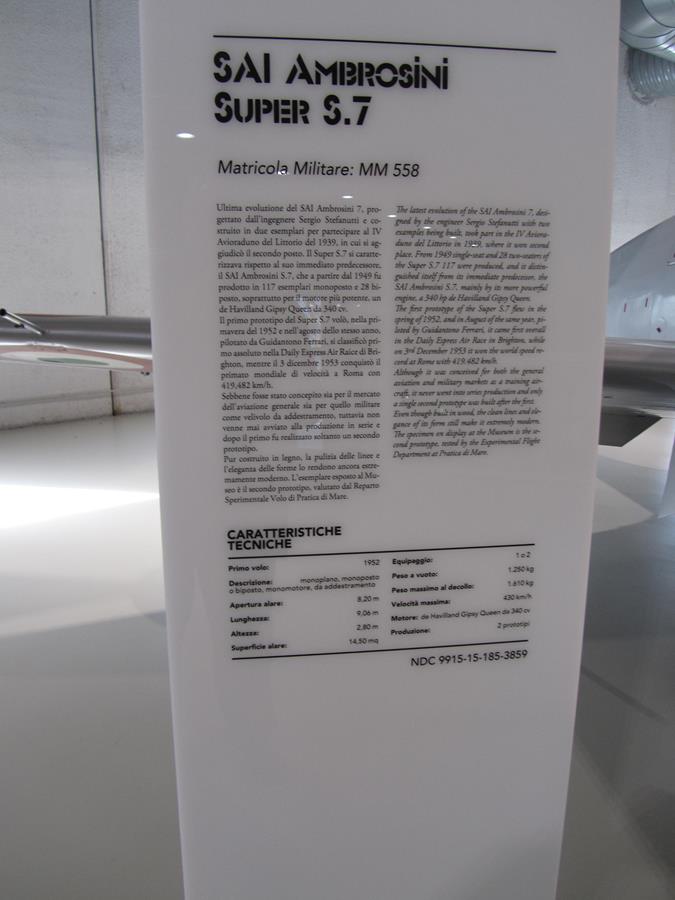 SAI AMBROSINI
SUPER S.7
Matricola Militare: MM 558
Ultima evoluzione del SAI Ambrosini 7, pro-
gettato dall'ingegnere Sergio Stefanutti e co-
struito in due esemplari per partecipare al IV
Avioraduno del Littorio del 1939, in cui si ag-
giudicò il secondo posto. Il Super S.7 si caratte-
rizzava rispetto al suo immediato predecessore,
il SAI Ambrosini S.7, che a partire dal 1949 fu
prodotto in 117 esemplari monoposto e 28 bi-
posto, soprattutto per il motore più potente, un
de Havilland Gipsy Queen da 340 cv.
Il primo prototipo del Super S.7 volò, nella pri-
mavera del 1952 e nell'agosto dello stesso anno,
pilotato da Guidantono Ferrari, si classificò pri-
mo assoluto nella Daily Express Air Raice di Bri-
ghton, mentre il 3 dicembre 1953 conquistò il
primato mondiale di velocità a Roma con
419,482 km/h.
Sebbene fosse stato concepito sia per il mercato
dell'aviazione generale sia per quello militare
come velivolo da addestramento, tuttavia non
venne mai avviato alla produzione in serie e
dopo il primo fu realizzato soltanto un secondo
prototipo.
Pur costruito in legno, la pulizia delle linee e
l'eleganza delle forme lo rendono ancora estre-
mamente moderno. L'esemplare esposto al Mu-
seo è il secondo prototipo, valutato dal Reparto
Sperimentale Volo di Pratica di Mare.
The latest evolution of the SAI Ambrosini 7, desi-
gned by the engineer Sergio Stefanutti and two
examples being built, took part in the IV Aviora-
duno del Littorio in 1939, where it won second
place. From 1949 single-seat and 28 two-seaters of
the Super S.7 117 were produced, and it distin-
guished itself from its immediate predecessor, the
SAI Ambrosini S.7, mainly by its more powerful
engine, a 340 hp de Havilland Gipsy Queen.
The first prototype of the Super S.7 flew in the
spring of 1952, and in August of the same year, pi-
loted by Guidantono Ferrari, it came first overall
in the Daily Express Air Race in Brighton, while
on 3rd December 1953 it won the world speed re-
cord at Rome with 419.482 km/h.
Although it was conceived for both the general
aviation and military markets as a training air-
craft, it never went into series production and only
a single second prototype was built after the first.
Even though built in wood, the clean lines and ele-
gance of its form still make it extremely modern.
The specimen on display at the Museum is the se-
cond prototype, tested by the Experimental Flight
Department at Pratica di Mare.
CARATTERISTICHE
TECNICHE
Primo volo: 1952
Descrizione: monoplano, monoposto
o biposto, monomotore, da addestramento
Apertura alare: 8,20 m
Lunghezza: 9,06 m
Altezza: 2,80 m
Superficie alare: 14,50 mq
Equipaggio: 1 o 2
Peso a vuoto: 1.250 kg
Peso massimo al decollo: 1.610 kg
Velocità massima: 430 km/h
Motore: de Havilland Gipsy Queen da 340 cv
Produzione: 2 prototipi
NDC 9915-15-185-3859